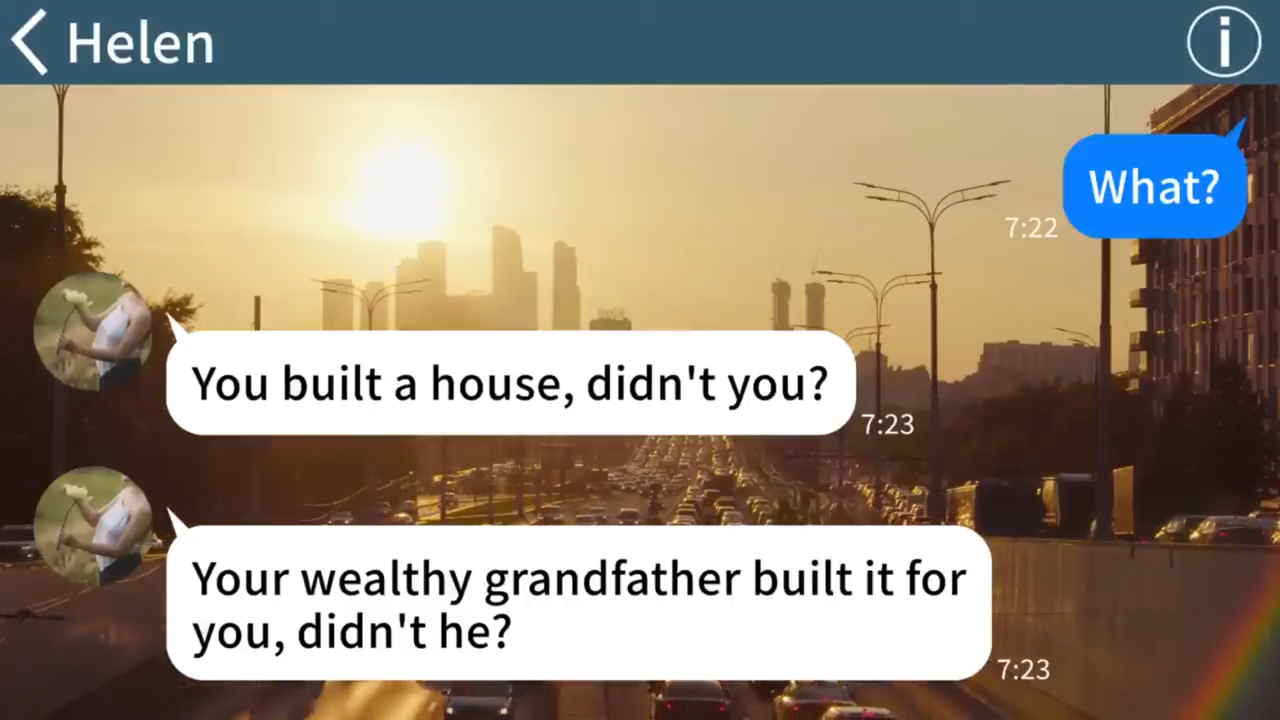 Helen
What?
7:22
You built a house, didn't you?
7:23
Your wealthy grandfather built it for
you, didn't he?
7:23